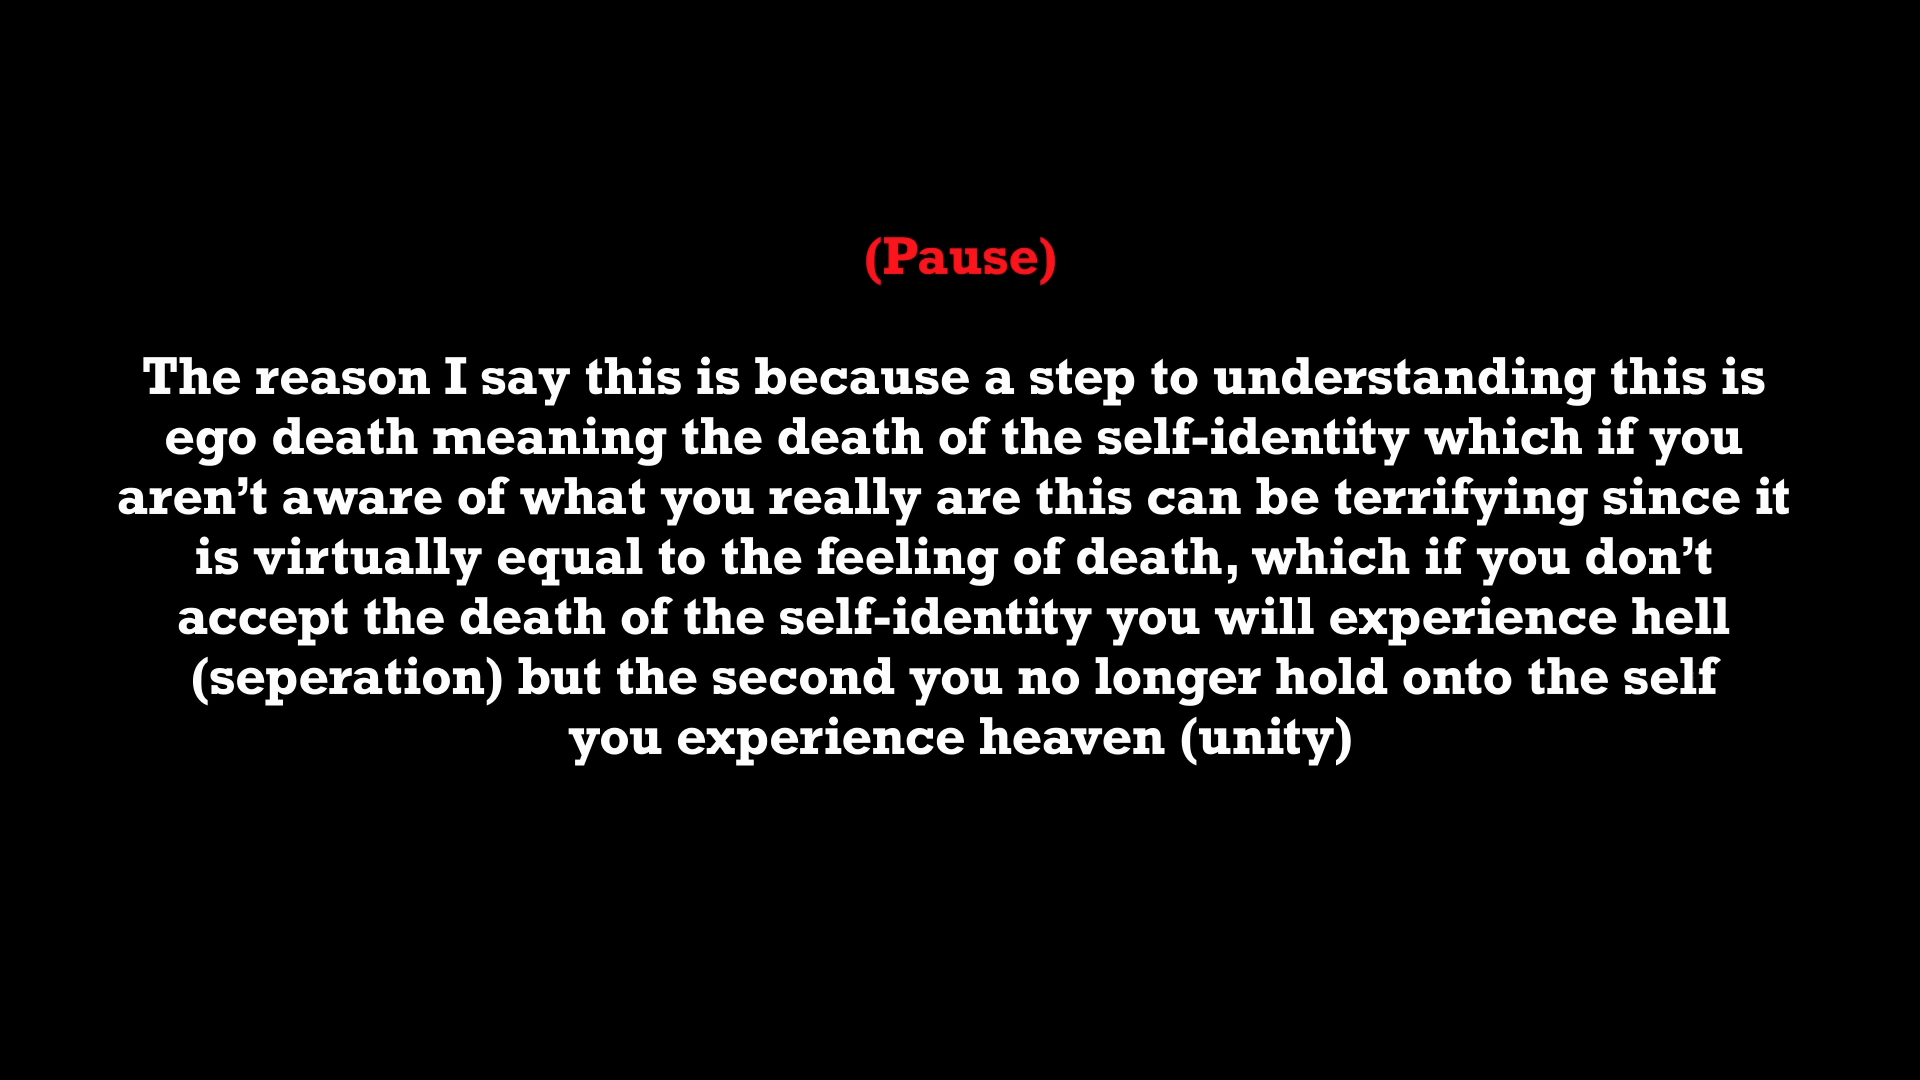 (Pause)
The reason I say this is because a step to understanding this is
ego death meaning the death of the self-identity which if you
aren’t aware of what you really are this can be terrifying since it
is virtually equal to the feeling of death, which if you don’t
accept the death of the self-identity you will experience hell
(seperation) but the second you no longer hold onto the self
you experience heaven (unity)